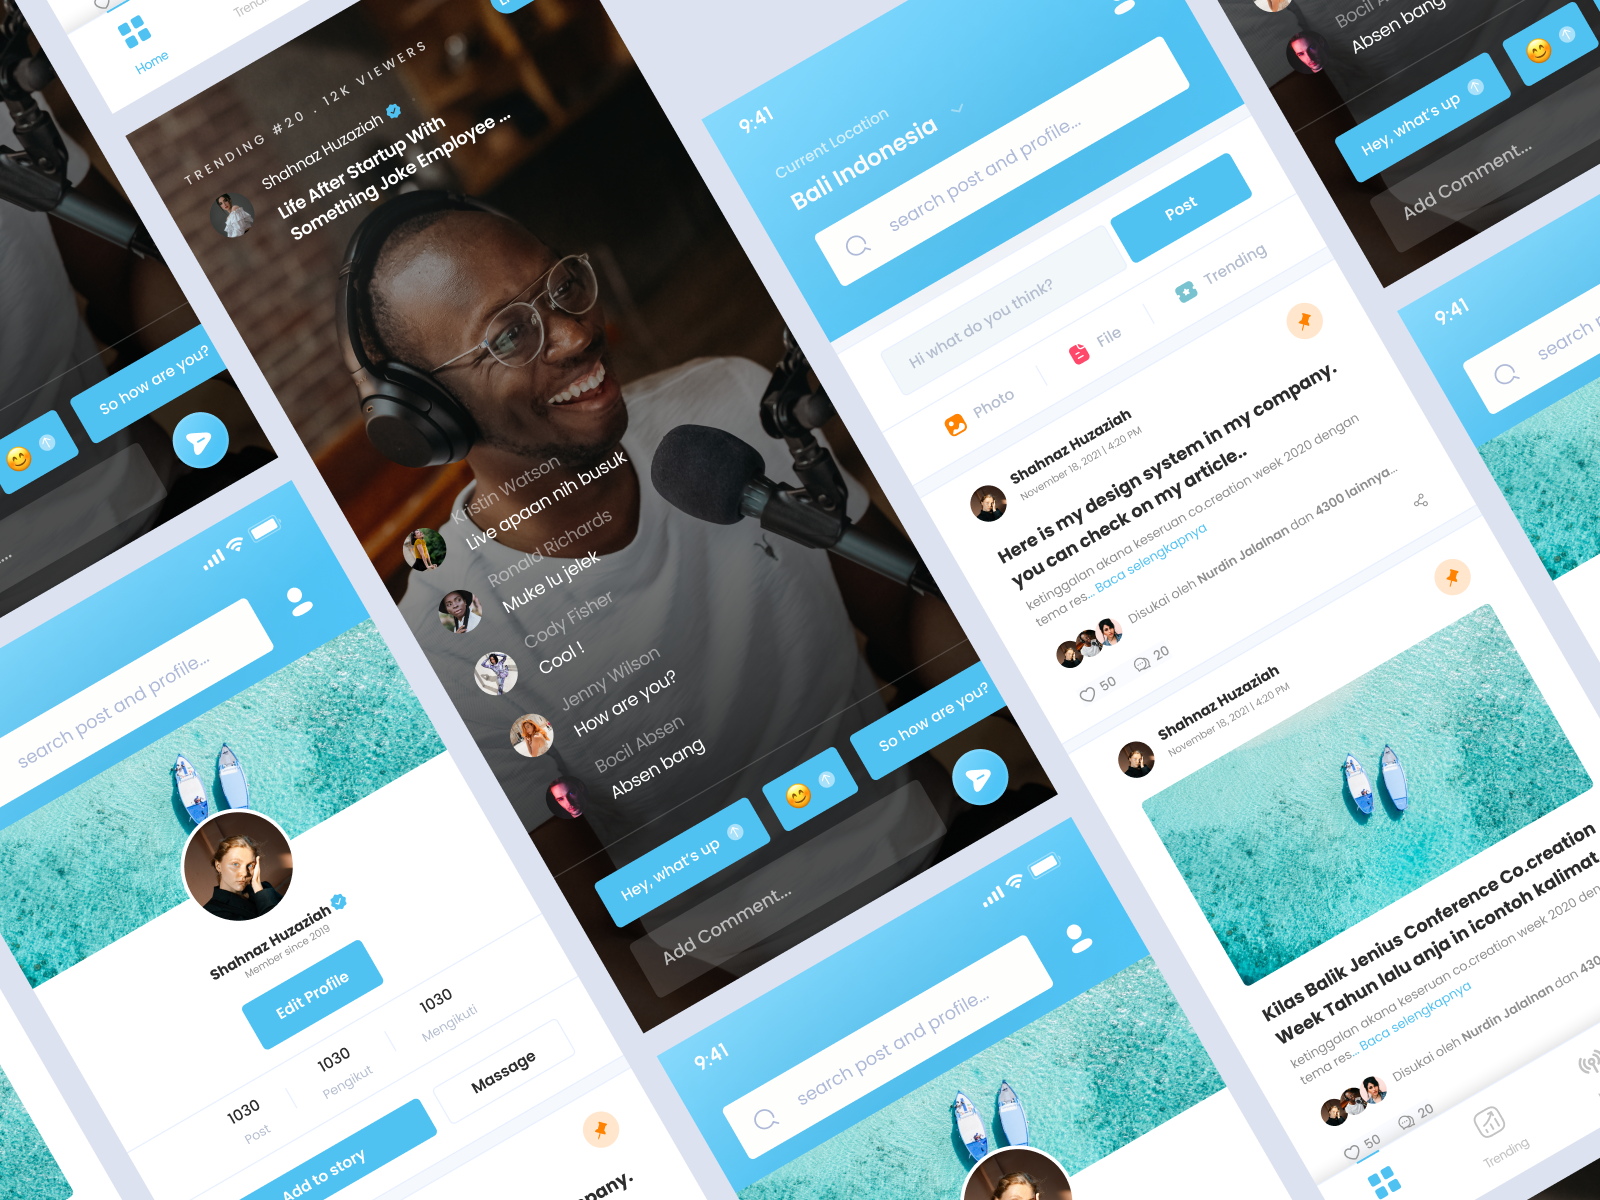 Home
TRENDING #20 · 12K VIEWERS
Shahnaz Huzaziah
Life After Startup With
Something Joke Employee ...
Kristin Watson
Live apaan nih busuk
Ronald Richards
Muke lu jelek
Cody Fisher
Cool !
Jenny Wilson
How are you?
Bocil Absen
Absen bang
Hey, what's up
😊
So how are you?
Add Comment...
So how are you?
😊
search post and profile...
Shahnaz Huzaziah
Member since 2019
Edit Profile
1030
Post
1030
Pengikut
1030
Mengikuti
Add to story
Massage
9:41
Current Location
Bali Indonesia
search post and profile...
Hi what do you think?
Post
Photo
File
Trending
Shahnaz Huzaziah
November 18, 2021 | 4:20 PM
Here is my design system in my company.
you can check on my article..
ketinggalan akana keseruan co.creation week 2020 dengan
tema res... Baca selengkapnya
Disukai oleh Nurdin Jalalnan dan 4300 lainnya...
50
20
Shahnaz Huzaziah
November 18, 2021 | 4:20 PM
Kilas Balik Jenius Conference Co.creation
Week Tahun lalu anja in icontoh kalimat
ketinggalan akana keseruan co.creation week 2020
tema res... Baca selengkapnya
Disukai oleh Nurdin Jalalnan dan
50
20
Trending
9:41
search post and profile...
Absen bang
Hey, what's up
😊
Add Comment...
9:41
search